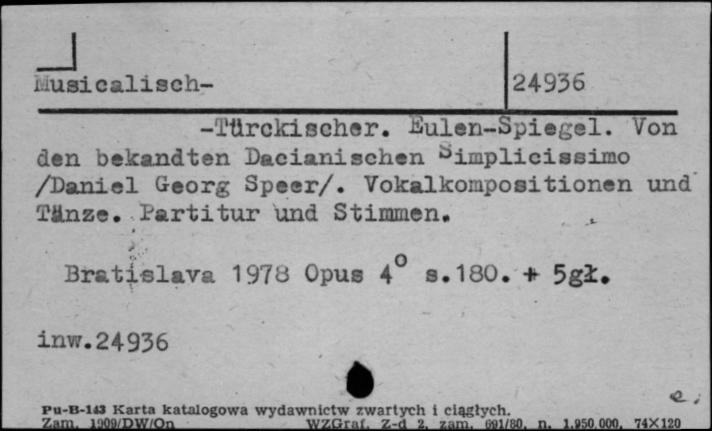 Musicalisch-
24936
-Türckischer. Eulen-Spiegel. Von
den bekandten Dacianischen Simplicissimo
/Daniel Georg Speer/. Vokalkompositionen und
Tänze. Partitur und Stimmen.
Bratislava 1978 Opus 4° s.180. + 5gł.
inw.24936
e.
Pu-B-143 Karta katalogowa wydawnictw zwartych i ciągłych.
Zam. 1909/DW/On WZGraf. Z-d 2, zam. 691/80, n. 1.950.000, 74X120